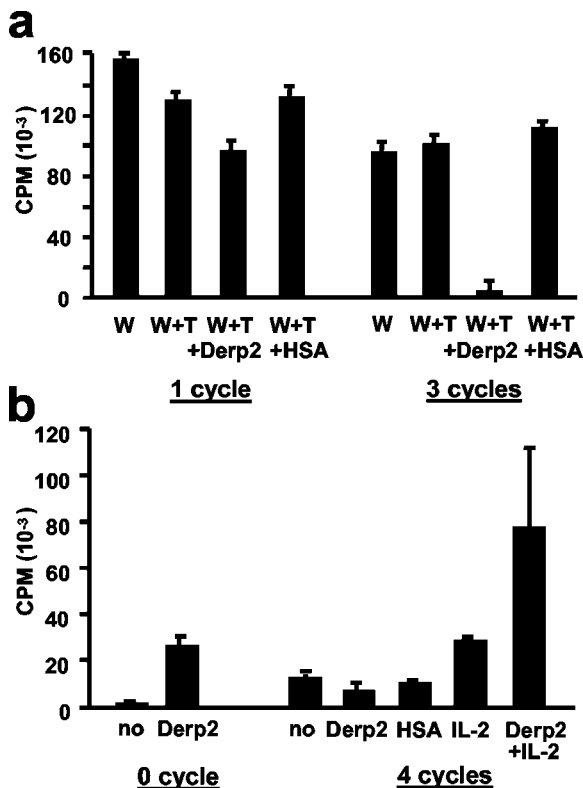 a
CPM (10-3)
160
120
80
40
0
W W+T W+T W+T W W+T W+T W+T
+Derp2 +HSA +Derp2 +HSA
1 cycle 3 cycles
b
CPM (10-3)
120
100
80
60
40
20
0
no Derp2 no Derp2 HSA IL-2 Derp2
+IL-2
0 cycle 4 cycles